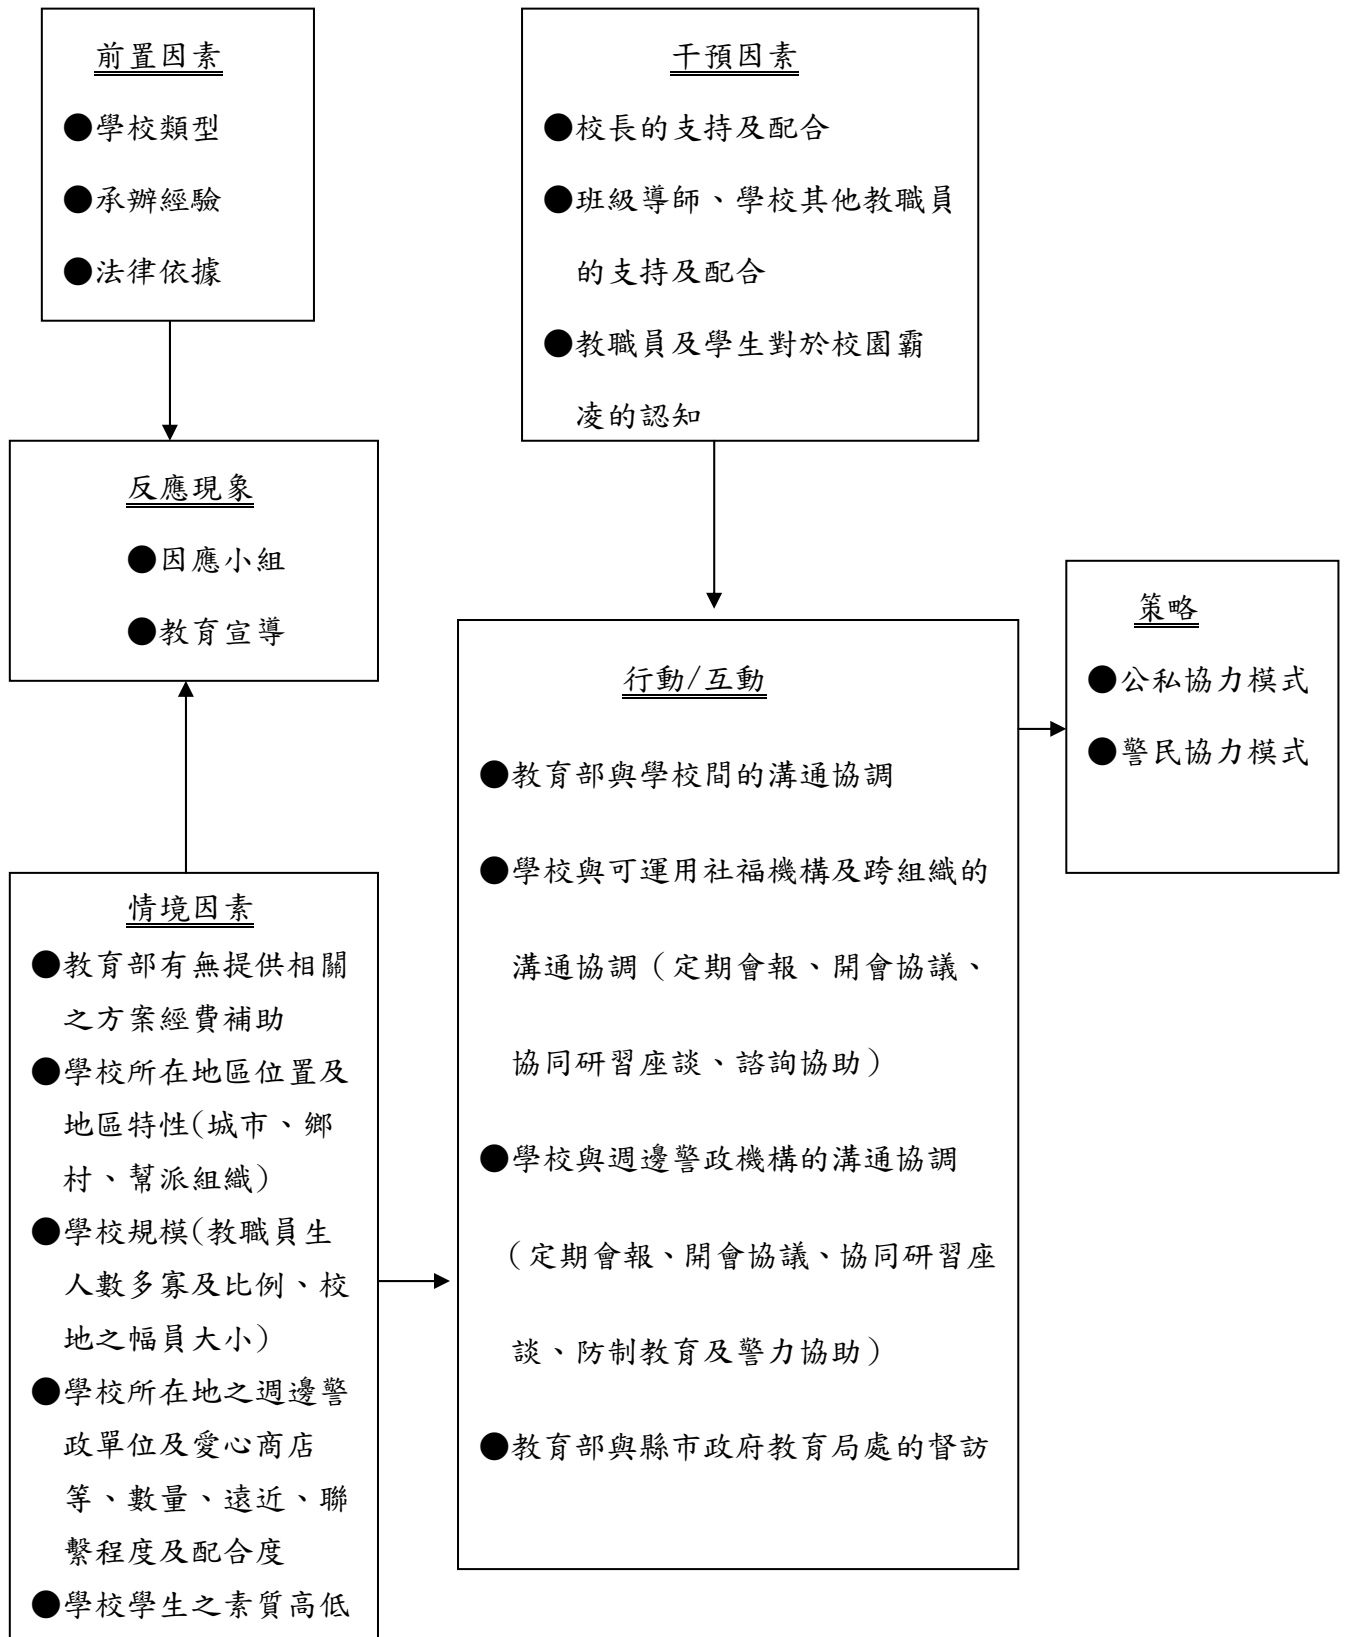 前置因素
●學校類型
●承辦經驗
●法律依據
干預因素
●校長的支持及配合
●班級導師、學校其他教職員
的支持及配合
●教職員及學生對於校園霸
凌的認知
反應現象
●因應小組
●教育宣導
策略
●公私協力模式
●警民協力模式
行動/互動
●教育部與學校間的溝通協調
●學校與可運用社福機構及跨組織的
溝通協調（定期會報、開會協議、
協同研習座談、諮詢協助）
●學校與週邊警政機構的溝通協調
（定期會報、開會協議、協同研習座
談、防制教育及警力協助）
●教育部與縣市政府教育局處的督訪
情境因素
●教育部有無提供相關
之方案經費補助
●學校所在地區位置及
地區特性(城市、鄉
村、幫派組織)
●學校規模(教職員生
人數多寡及比例、校
地之幅員大小)
●學校所在地之週邊警
政單位及愛心商店
等、數量、遠近、聯
繫程度及配合度
●學校學生之素質高低